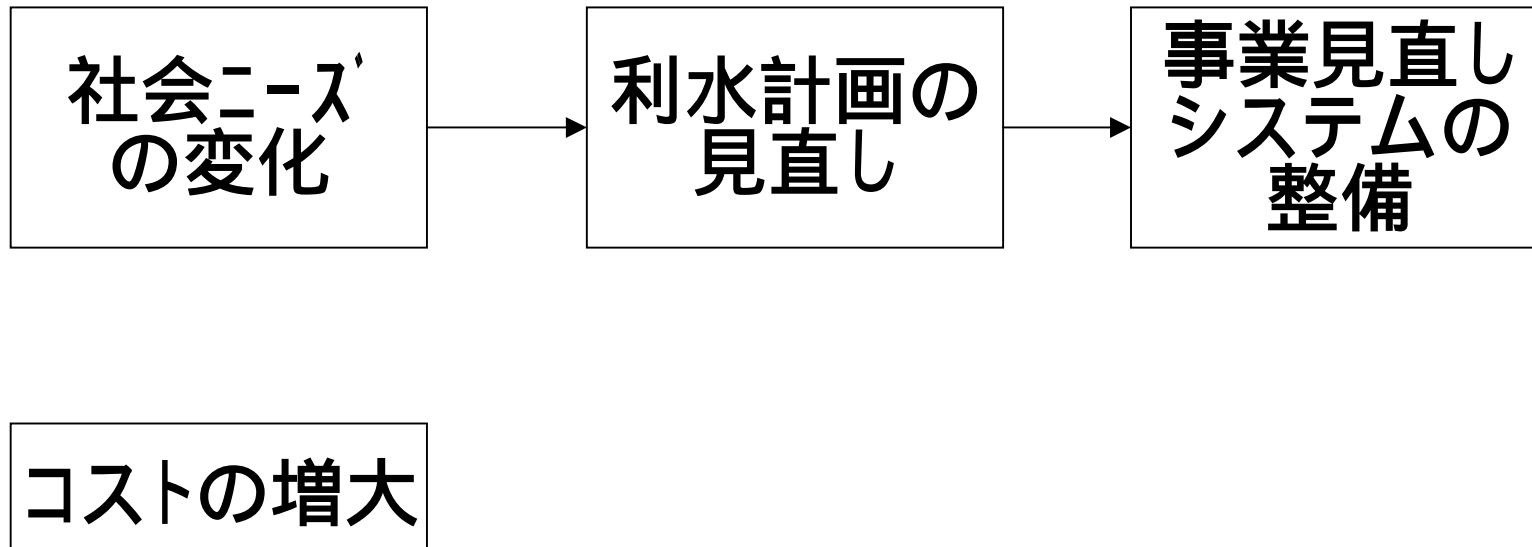 社会ﾆｰｽﾞ
の変化
利水計画の
見直し
事業見直し
システムの
整備
コストの増大